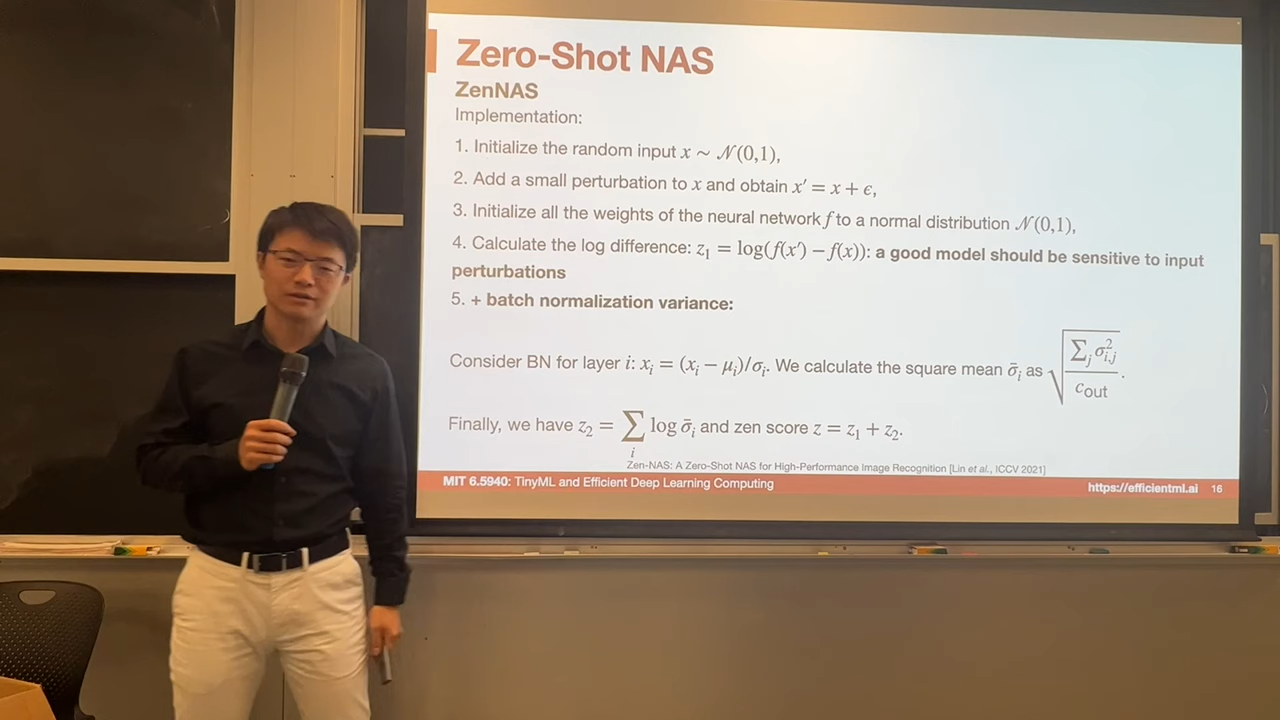 Zero-Shot NAS
ZenNAS
Implementation:
1. Initialize the random input x ~ 𝒩(0,1),
2. Add a small perturbation to x and obtain x′ = x + ϵ,
3. Initialize all the weights of the neural network f to a normal distribution 𝒩(0,1),
4. Calculate the log difference: z₁ = log(f(x′) − f(x)): a good model should be sensitive to input
perturbations
5. + batch normalization variance:
Consider BN for layer i: xᵢ = (xᵢ − μᵢ)/σᵢ. We calculate the square mean σ̄ᵢ as √(∑ⱼ σ²ᵢ,ⱼ / c_out).
Finally, we have z₂ = ∑ᵢ log σ̄ᵢ and zen score z = z₁ + z₂.
Zen-NAS: A Zero-Shot NAS for High-Performance Image Recognition [Lin et al., ICCV 2021]
MIT 6.5940: TinyML and Efficient Deep Learning Computing
https://efficientml.ai 16